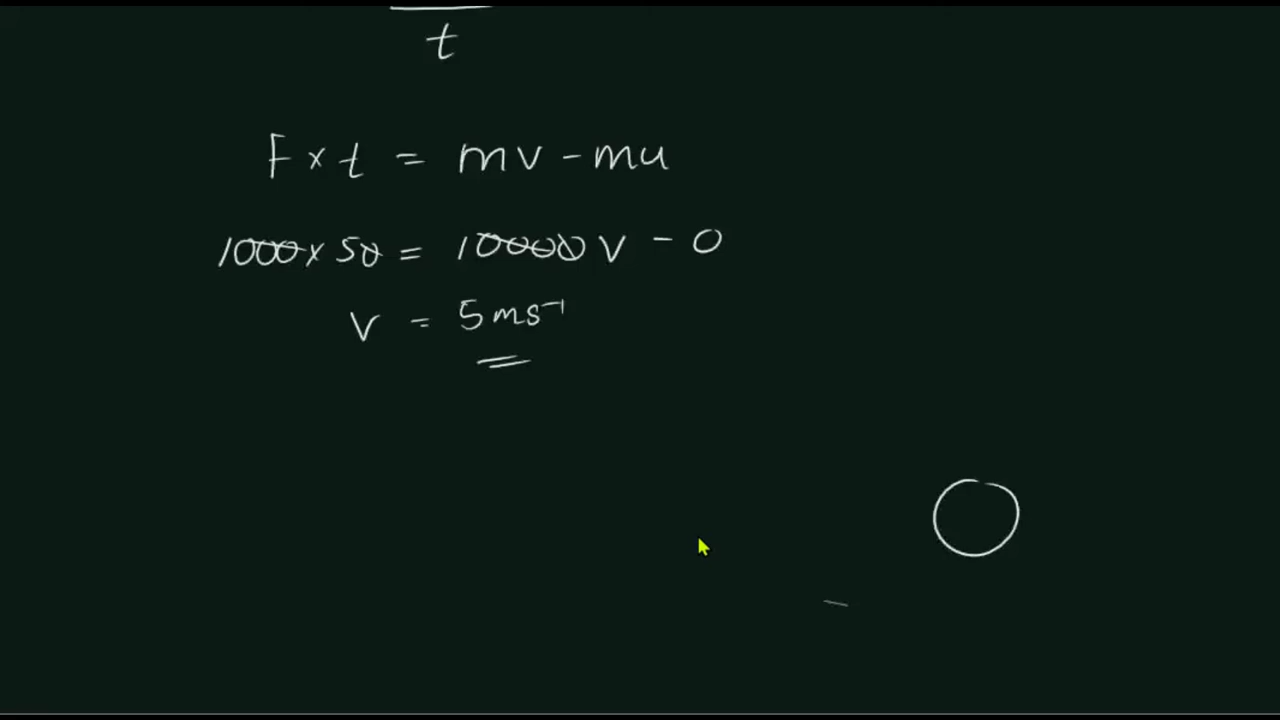 t
F × t = mv - mu
1000 × 50 = 10000 v - 0
v = 5 ms⁻¹